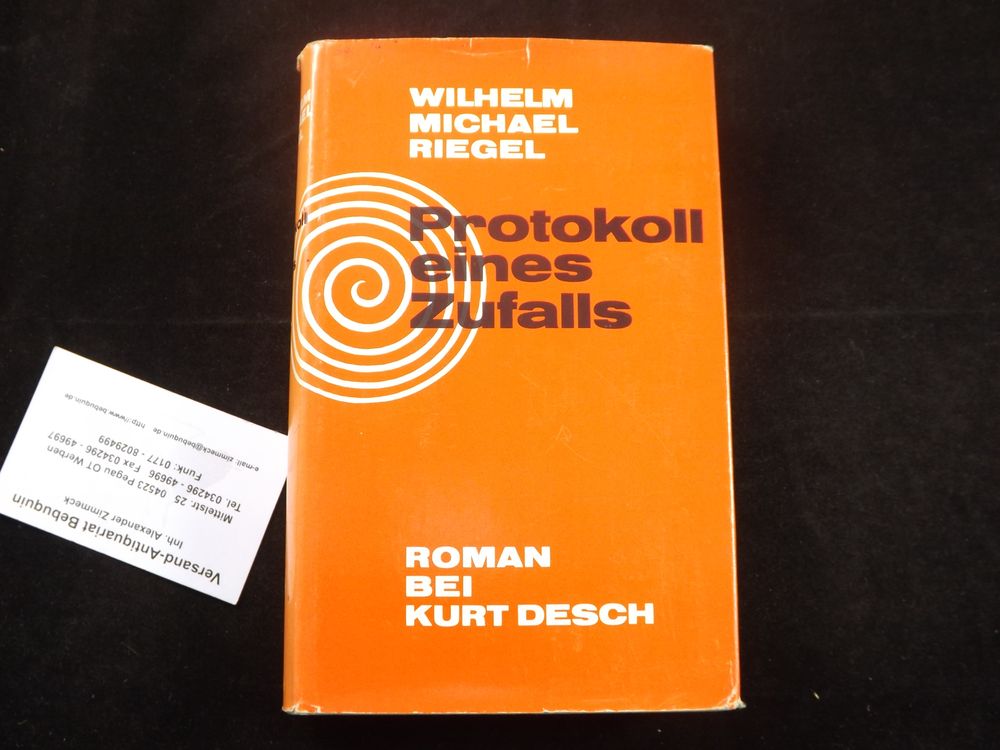 WILHELM
MICHAEL
RIEGEL
Protokoll
eines
Zufalls
ROMAN
BEI
KURT DESCH
Versand-Antiquariat Bebuquin
Inh. Alexander Zimmeck
Mittelstr. 25 04523 Pegau OT Werben
Tel. 034296 - 49696 Fax 034296 - 49697
Funk: 0177 - 8029499
e-mail: zimmeck@bebuquin.de http://www.bebuquin.de